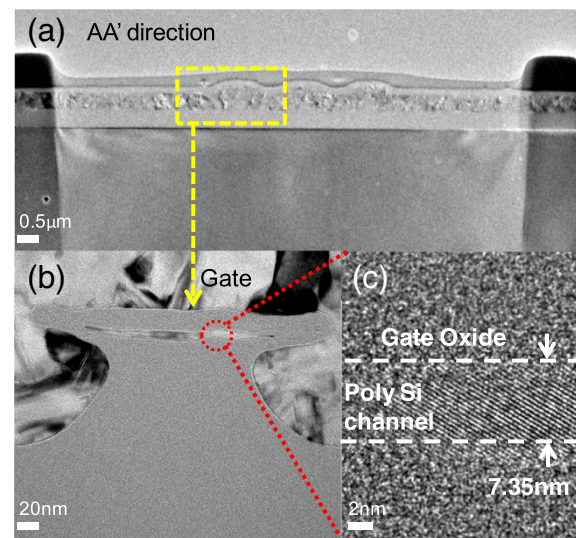 (a) AA' direction
0.5μm
(b)
Gate
20nm
(c)
Gate Oxide
Poly Si
channel
7.35nm
2nm